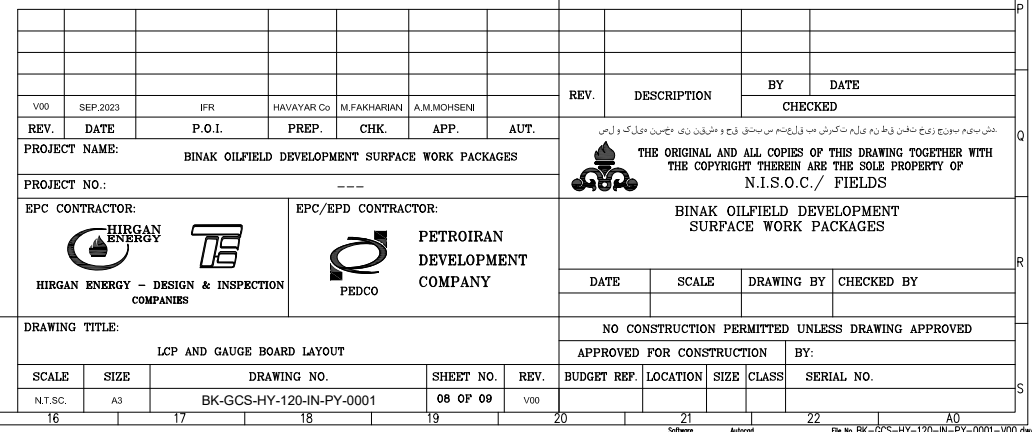 V00 SEP.2023 IFR HAVAYAR Co M.FAKHARIAN A.M.MOHSENI
REV. DATE P.O.I. PREP. CHK. APP. AUT.
PROJECT NAME:
BINAK OILFIELD DEVELOPMENT SURFACE WORK PACKAGES
PROJECT NO.: ---
EPC CONTRACTOR:
HIRGAN
ENERGY
HIRGAN ENERGY - DESIGN & INSPECTION
COMPANIES
EPC/EPD CONTRACTOR:
PEDCO
PETROIRAN
DEVELOPMENT
COMPANY
DRAWING TITLE:
LCP AND GAUGE BOARD LAYOUT
SCALE SIZE DRAWING NO. SHEET NO. REV.
N.T.SC. A3 BK-GCS-HY-120-IN-PY-0001 08 OF 09 V00
REV. DESCRIPTION BY DATE
CHECKED
THE ORIGINAL AND ALL COPIES OF THIS DRAWING TOGETHER WITH
THE COPYRIGHT THEREIN ARE THE SOLE PROPERTY OF
N.I.S.O.C./ FIELDS
BINAK OILFIELD DEVELOPMENT
SURFACE WORK PACKAGES
DATE SCALE DRAWING BY CHECKED BY
NO CONSTRUCTION PERMITTED UNLESS DRAWING APPROVED
APPROVED FOR CONSTRUCTION BY:
BUDGET REF. LOCATION SIZE CLASS SERIAL NO.
P
Q
R
S
16 17 18 19 20 21 22 A0
Software Autocad File No. BK-GCS-HY-120-IN-PY-0001-V00.dwg